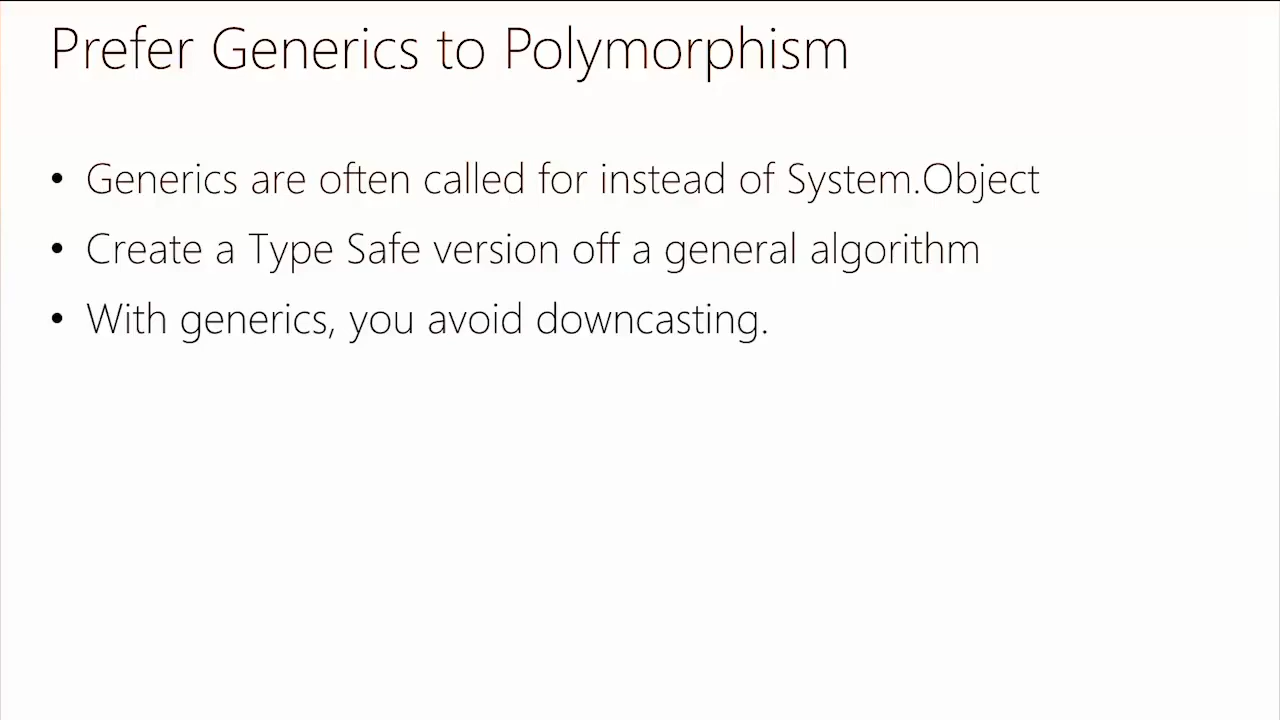 Prefer Generics to Polymorphism
• Generics are often called for instead of System.Object
• Create a Type Safe version off a general algorithm
• With generics, you avoid downcasting.